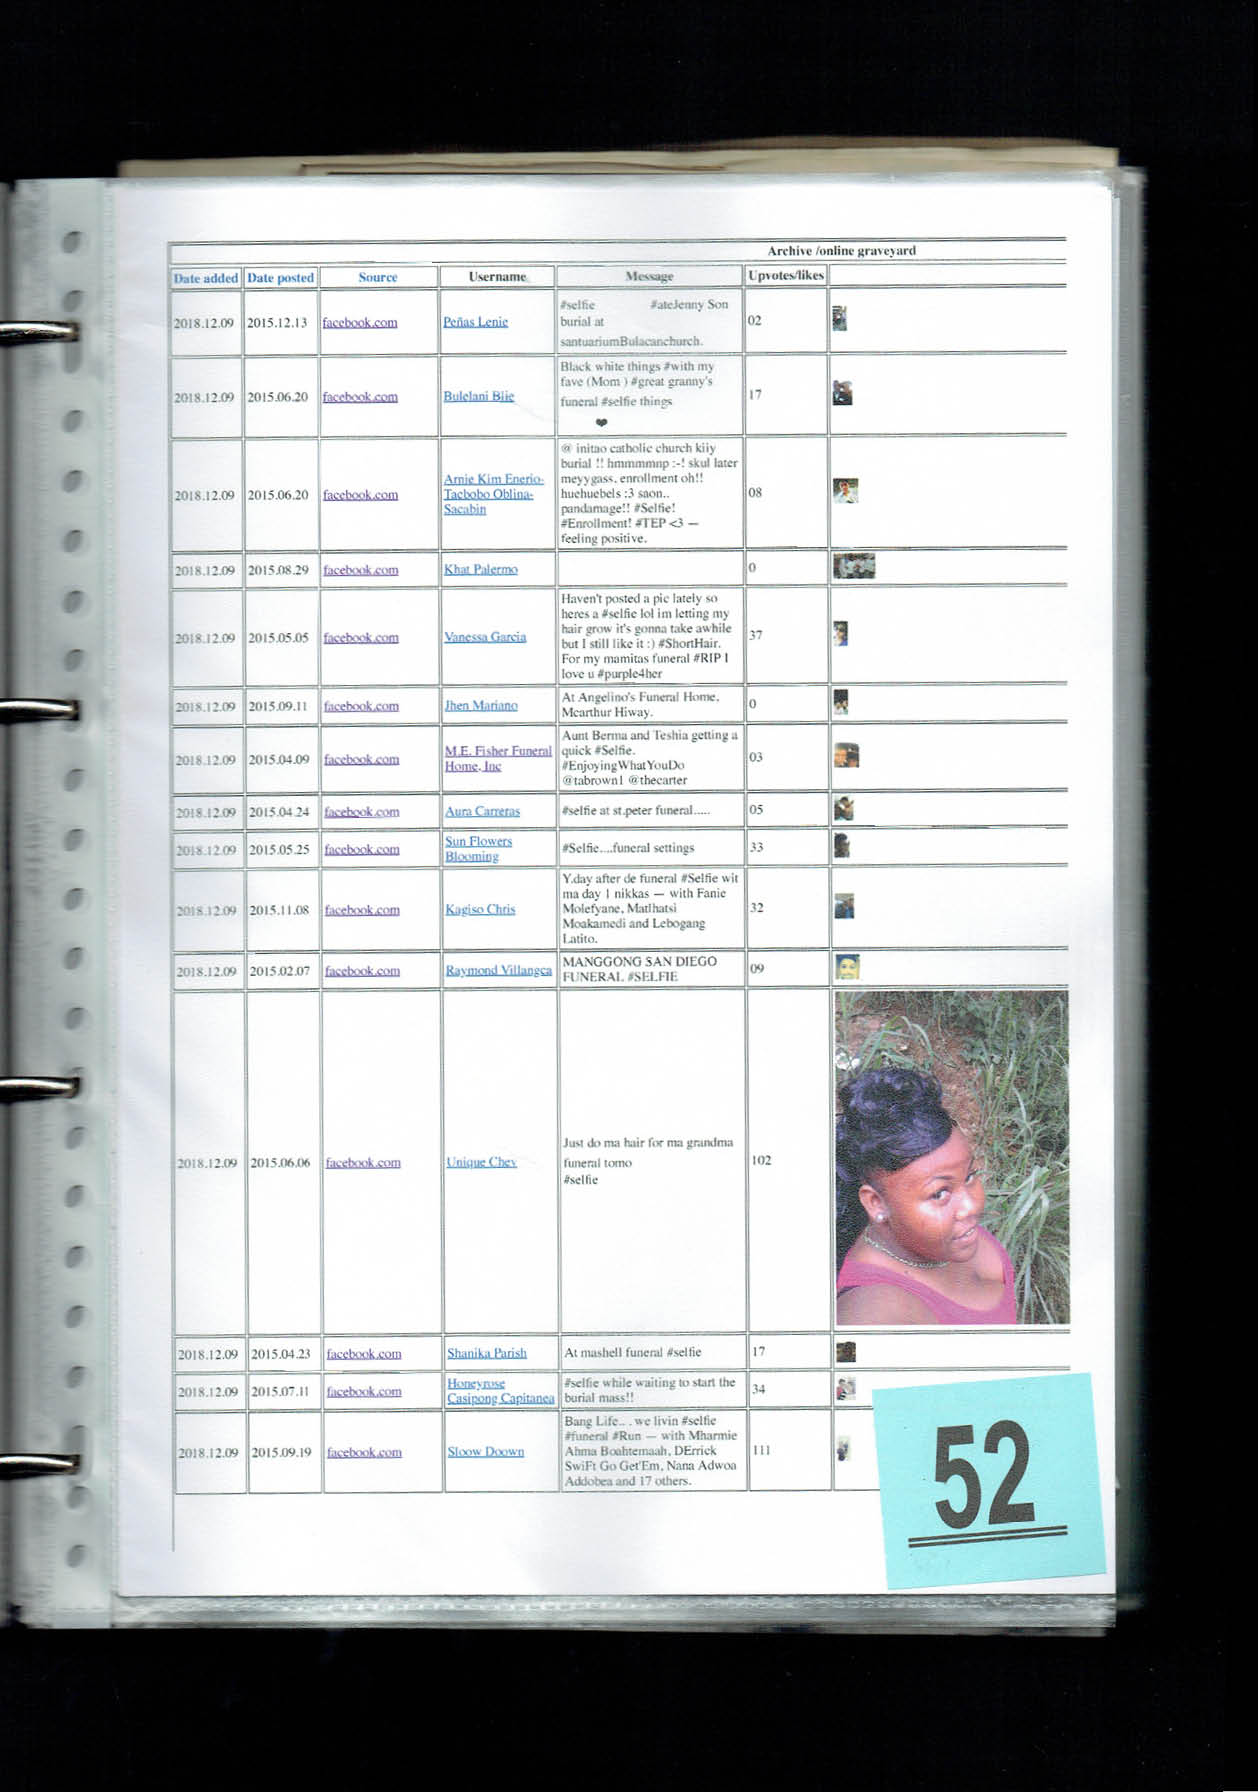 Archive /online graveyard
Date added Date posted Source Username Message Upvotes/likes
2018.12.09 2015.12.13 facebook.com Peñas Lenie #selfie #ateJenny Son
burial at
santuariumBulacanchurch. 02
2018.12.09 2015.06.20 facebook.com Bulelani Biie Black white things #with my
fave (Mom ) #great granny's
funeral #selfie things
❤ 17
2018.12.09 2015.06.20 facebook.com Arnie Kim Enerio-
Tacbobo Oblina-
Sacabin @ initao catholic church kiiy
burial !! hmmmmnp :-! skul later
meyygass. enrollment oh!!
huehuebels :3 saon..
pandamage!! #Selfie!
#Enrollment! #TEP <3 —
feeling positive. 08
2018.12.09 2015.08.29 facebook.com Khat Palermo 0
2018.12.09 2015.05.05 facebook.com Vanessa Garcia Haven't posted a pic lately so
heres a #selfie lol im letting my
hair grow it's gonna take awhile
but I still like it :) #ShortHair.
For my mamitas funeral #RIP I
love u #purple4her 37
2018.12.09 2015.09.11 facebook.com Jhen Mariano At Angelino's Funeral Home,
Mcarthur Hiway. 0
2018.12.09 2015.04.09 facebook.com M.E. Fisher Funeral
Home, Inc Aunt Berma and Teshia getting a
quick #Selfie.
#EnjoyingWhatYouDo
@tabrown1 @thecarter 03
2018.12.09 2015.04.24 facebook.com Aura Carreras #selfie at st.peter funeral..... 05
2018.12.09 2015.05.25 facebook.com Sun Flowers
Blooming #Selfie....funeral settings 33
2018.12.09 2015.11.08 facebook.com Kagiso Chris Y.day after de funeral #Selfie wit
ma day 1 nikkas — with Fanie
Molefyane, Matlhatsi
Moakamedi and Lebogang
Latito. 32
2018.12.09 2015.02.07 facebook.com Raymond Villangca MANGGONG SAN DIEGO
FUNERAL #SELFIE 09
2018.12.09 2015.06.06 facebook.com Unique Chev Just do ma hair for ma grandma
funeral tomo
#selfie 102
2018.12.09 2015.04.23 facebook.com Shanika Parish At mashell funeral #selfie 17
2018.12.09 2015.07.11 facebook.com Honeyrose
Casipong Capitanea #selfie while waiting to start the
burial mass!! 34
2018.12.09 2015.09.19 facebook.com Sloow Doown Bang Life.. . we livin #selfie
#funeral #Run — with Mharmie
Ahma Boahtemaah, DErrick
SwiFt Go Get'Em, Nana Adwoa
Addobea and 17 others. 111
52